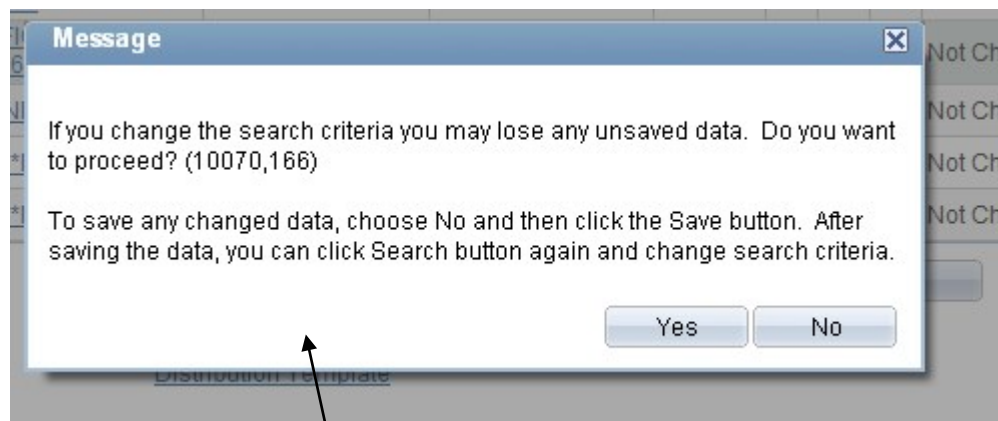 Message
Not Ch
Not Ch
Not Ch
Not Ch
If you change the search criteria you may lose any unsaved data. Do you want
to proceed? (10070,166)
To save any changed data, choose No and then click the Save button. After
saving the data, you can click Search button again and change search criteria.
Yes No
Distribution Template